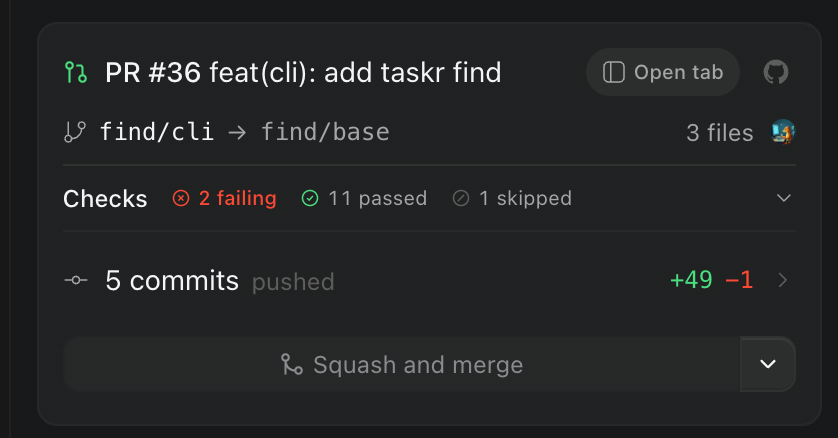 PR #36 feat(cli): add taskr find Open tab
find/cli → find/base 3 files
Checks 2 failing 11 passed 1 skipped
5 commits pushed +49 −1
Squash and merge